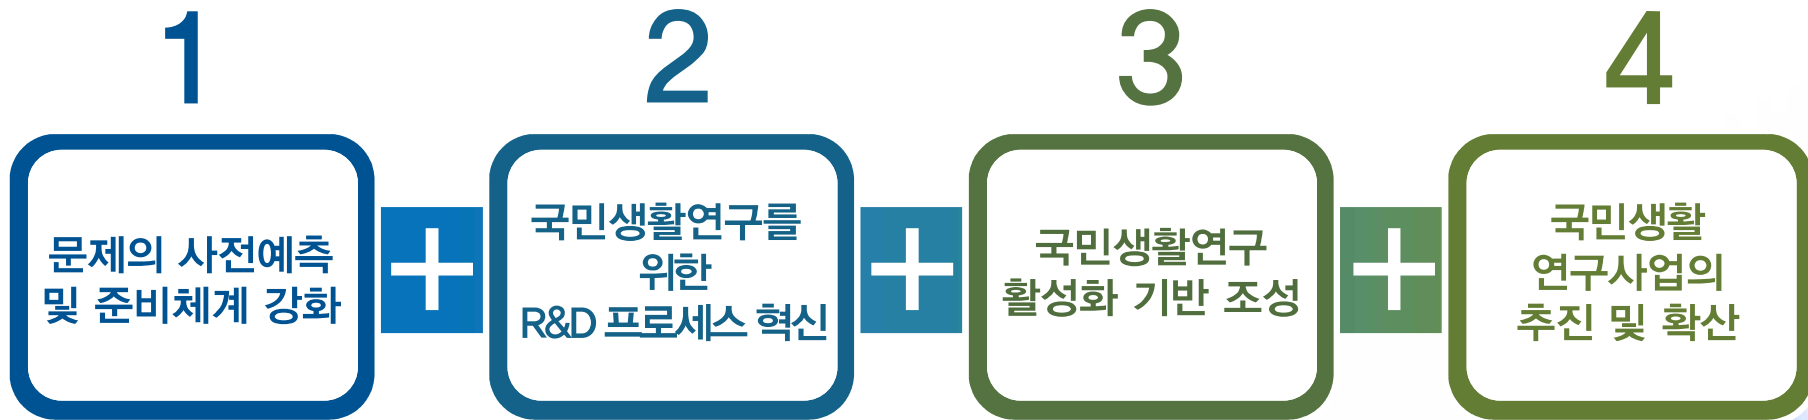 1
문제의 사전예측
및 준비체계 강화
+
2
국민생활연구를
위한
R&D 프로세스 혁신
+
3
국민생활연구
활성화 기반 조성
+
4
국민생활
연구사업의
추진 및 확산